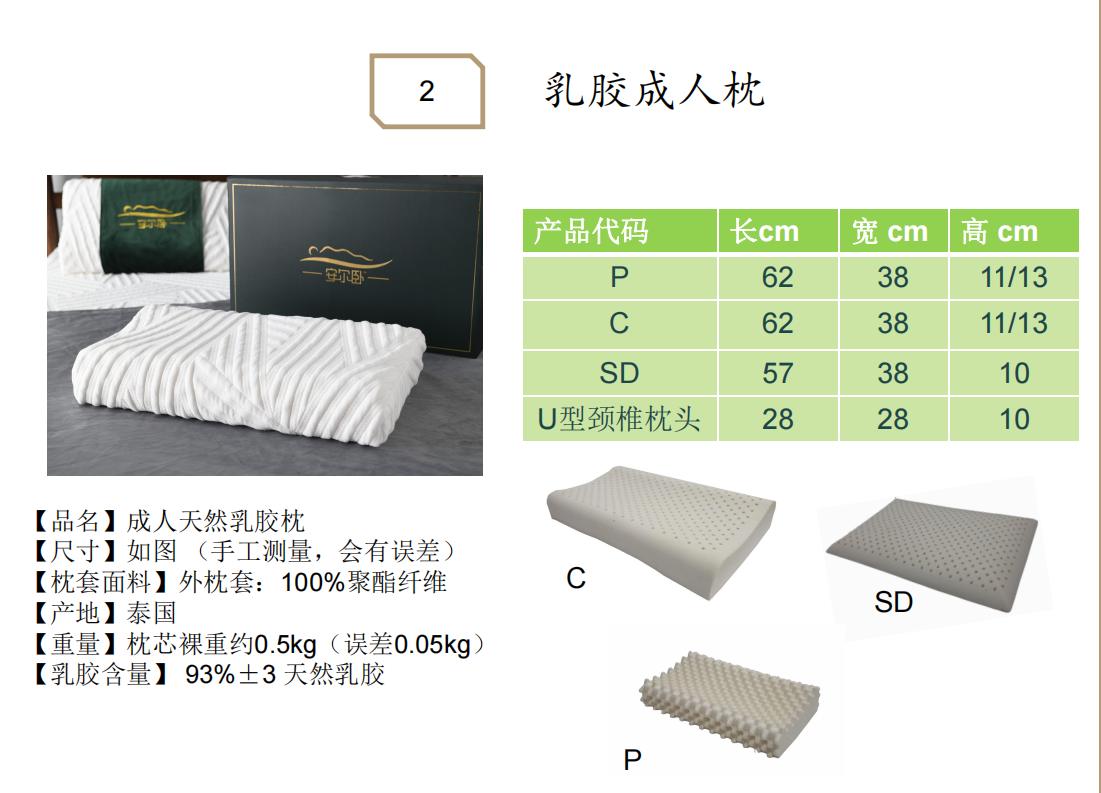 2
乳胶成人枕
安尔卧
安尔卧
产品代码 长cm 宽 cm 高 cm
P 62 38 11/13
C 62 38 11/13
SD 57 38 10
U型颈椎枕头 28 28 10
【品名】成人天然乳胶枕
【尺寸】如图 （手工测量，会有误差）
【枕套面料】外枕套：100%聚酯纤维
【产地】泰国
【重量】枕芯裸重约0.5kg（误差0.05kg）
【乳胶含量】 93%±3 天然乳胶
C
SD
P